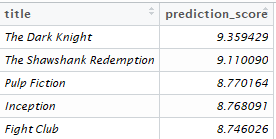 title prediction_score
The Dark Knight 9.359429
The Shawshank Redemption 9.110090
Pulp Fiction 8.770164
Inception 8.768091
Fight Club 8.746026